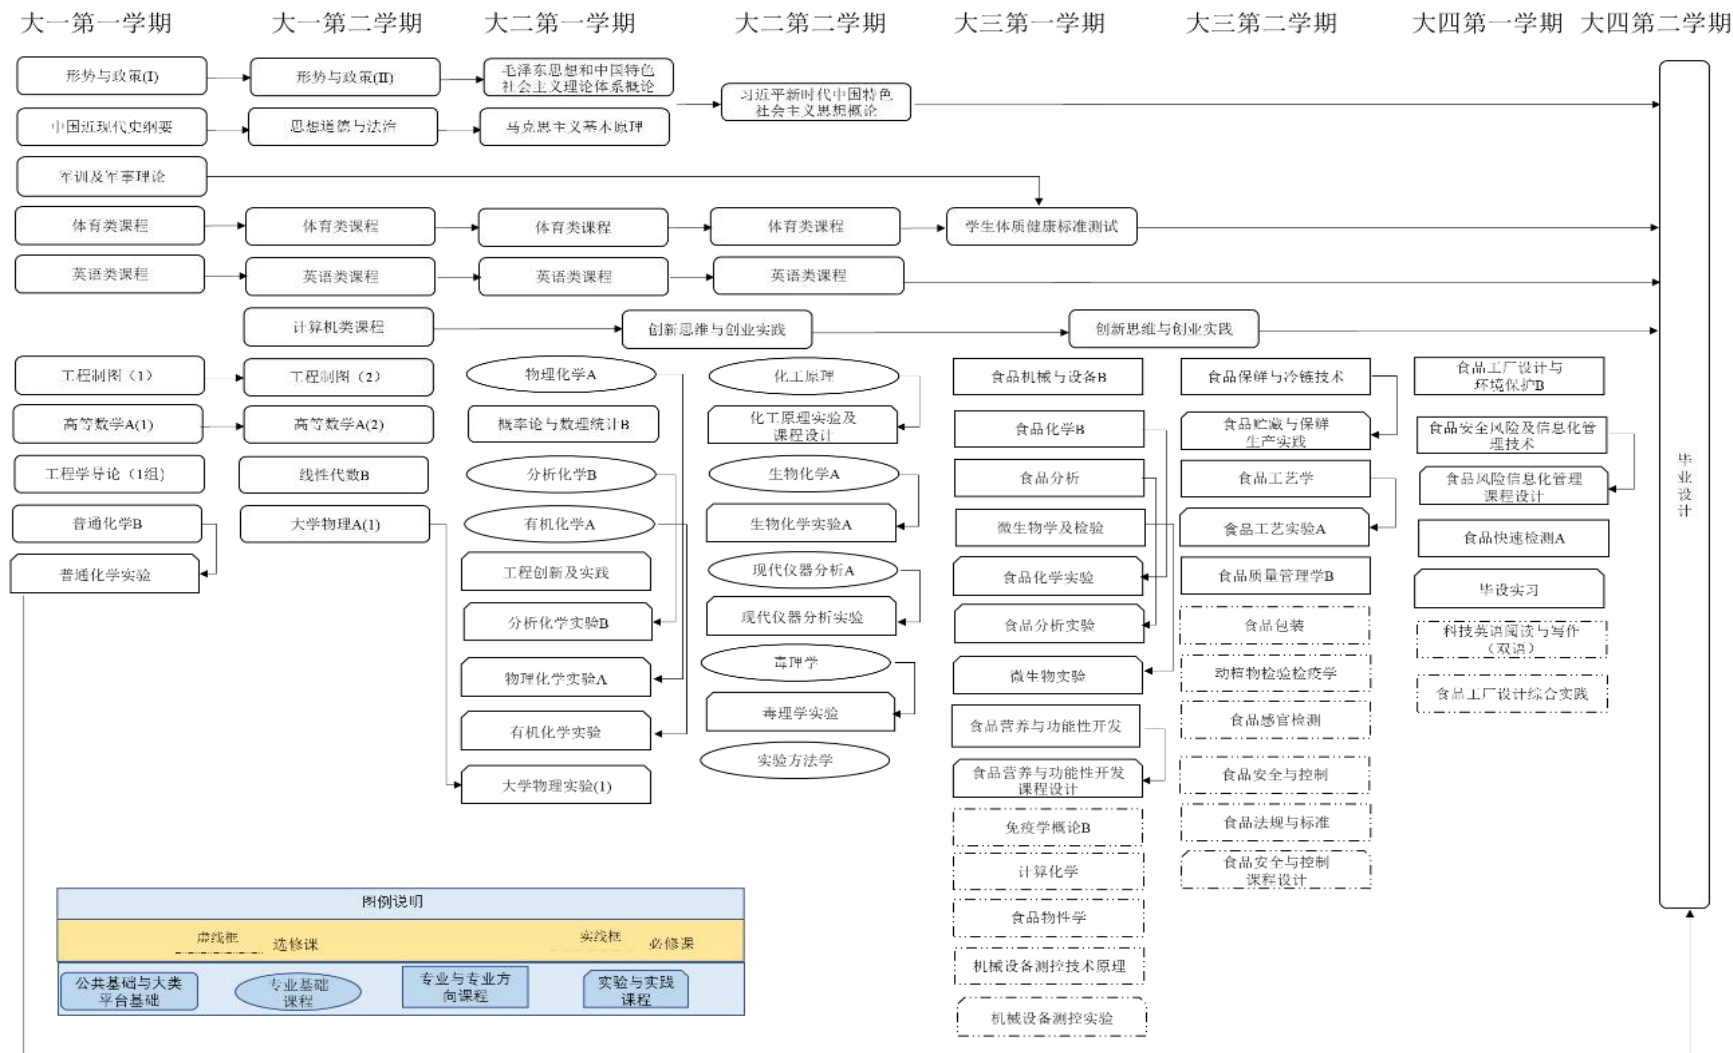 大一第一学期
大一第二学期
大二第一学期
大二第二学期
大三第一学期
大三第二学期
大四第一学期
大四第二学期
形势与政策(I)
形势与政策(II)
毛泽东思想和中国特色
社会主义理论体系概论
习近平新时代中国特色
社会主义思想概论
中国近现代史纲要
思想道德与法治
马克思主义基本原理
军训及军事理论
体育类课程
体育类课程
体育类课程
体育类课程
学生体质健康标准测试
英语类课程
英语类课程
英语类课程
英语类课程
计算机类课程
创新思维与创业实践
创新思维与创业实践
工程制图（1）
高等数学A(1)
工程学导论（1组）
普通化学B
普通化学实验
工程制图（2）
高等数学A(2)
线性代数B
大学物理A(1)
物理化学A
概率论与数理统计B
分析化学B
有机化学A
工程创新及实践
分析化学实验B
物理化学实验A
有机化学实验
大学物理实验(1)
化工原理
化工原理实验及
课程设计
生物化学A
生物化学实验A
现代仪器分析A
现代仪器分析实验
毒理学
毒理学实验
实验方法学
食品机械与设备B
食品化学B
食品分析
微生物学及检验
食品化学实验
食品分析实验
微生物实验
食品营养与功能性开发
食品营养与功能性开发
课程设计
免疫学概论B
计算化学
食品物性学
机械设备测控技术原理
机械设备测控实验
食品保鲜与冷链技术
食品贮藏与保鲜
生产实践
食品工艺学
食品工艺实验A
食品质量管理学B
食品包装
动植物检验检疫学
食品感官检测
食品安全与控制
食品法规与标准
食品安全与控制
课程设计
食品工厂设计与
环境保护B
食品安全风险及信息化管
理技术
食品风险信息化管理
课程设计
食品快速检测A
毕设实习
科技英语阅读与写作
（双语）
食品工厂设计综合实践
毕业设计
图例说明
虚线框
选修课
实线框
必修课
公共基础与大类
平台基础
专业基础
课程
专业与专业方
向课程
实验与实践
课程